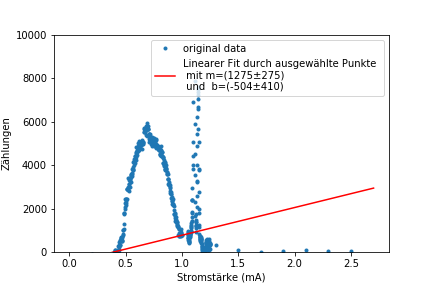 10000
8000
6000
4000
2000
0
Zählungen
original data
Linearer Fit durch ausgewählte Punkte
mit m=(1275±275)
und  b=(-504±410)
0.0 0.5 1.0 1.5 2.0 2.5
Stromstärke (mA)